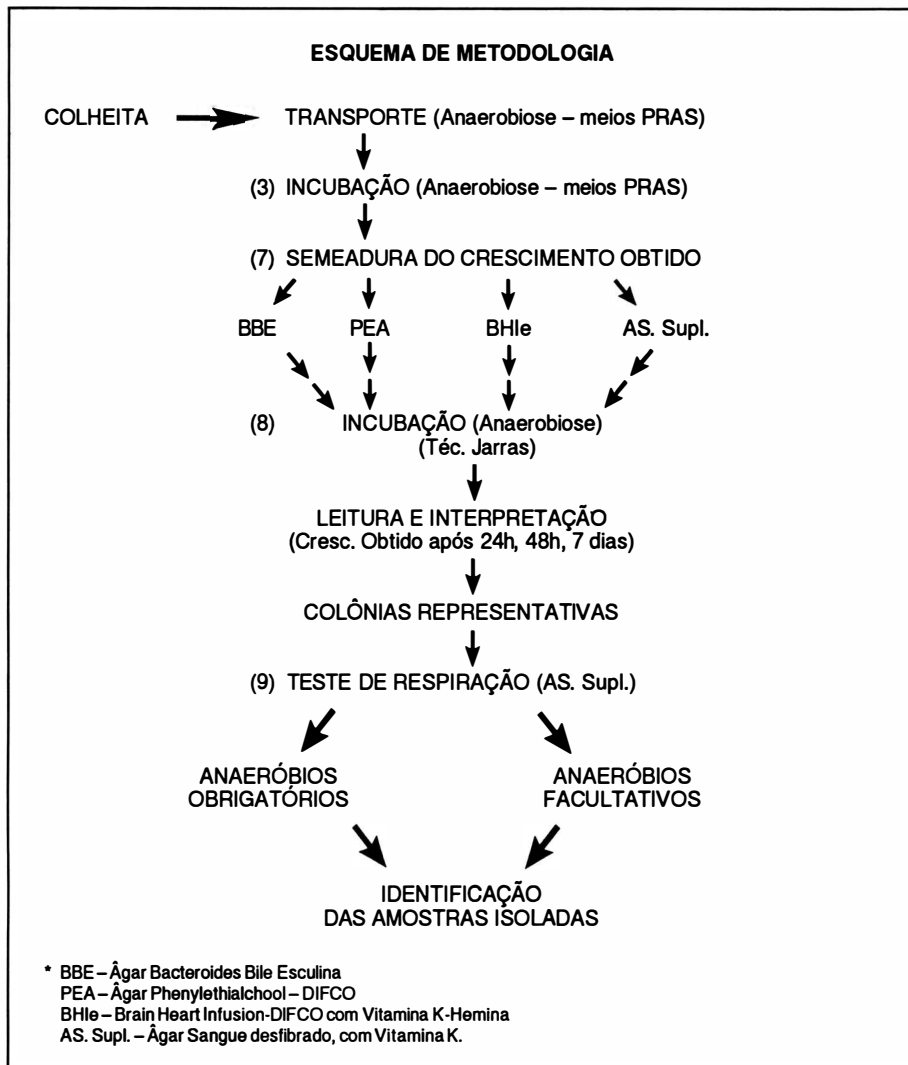 ESQUEMA DE METODOLOGIA
COLHEITA TRANSPORTE (Anaerobiose – meios PRAS)
(3) INCUBAÇÃO (Anaerobiose – meios PRAS)
(7) SEMEADURA DO CRESCIMENTO OBTIDO
BBE PEA BHIe AS. Supl.
(8) INCUBAÇÃO (Anaerobiose)
(Téc. Jarras)
LEITURA E INTERPRETAÇÃO
(Cresc. Obtido após 24h, 48h, 7 dias)
COLÔNIAS REPRESENTATIVAS
(9) TESTE DE RESPIRAÇÃO (AS. Supl.)
ANAERÓBIOS ANAERÓBIOS
OBRIGATÓRIOS FACULTATIVOS
IDENTIFICAÇÃO
DAS AMOSTRAS ISOLADAS
* BBE – Âgar Bacteroides Bile Esculina
PEA – Âgar Phenylethialchool – DIFCO
BHIe – Brain Heart Infusion-DIFCO com Vitamina K-Hemina
AS. Supl. – Âgar Sangue desfibrado, com Vitamina K.